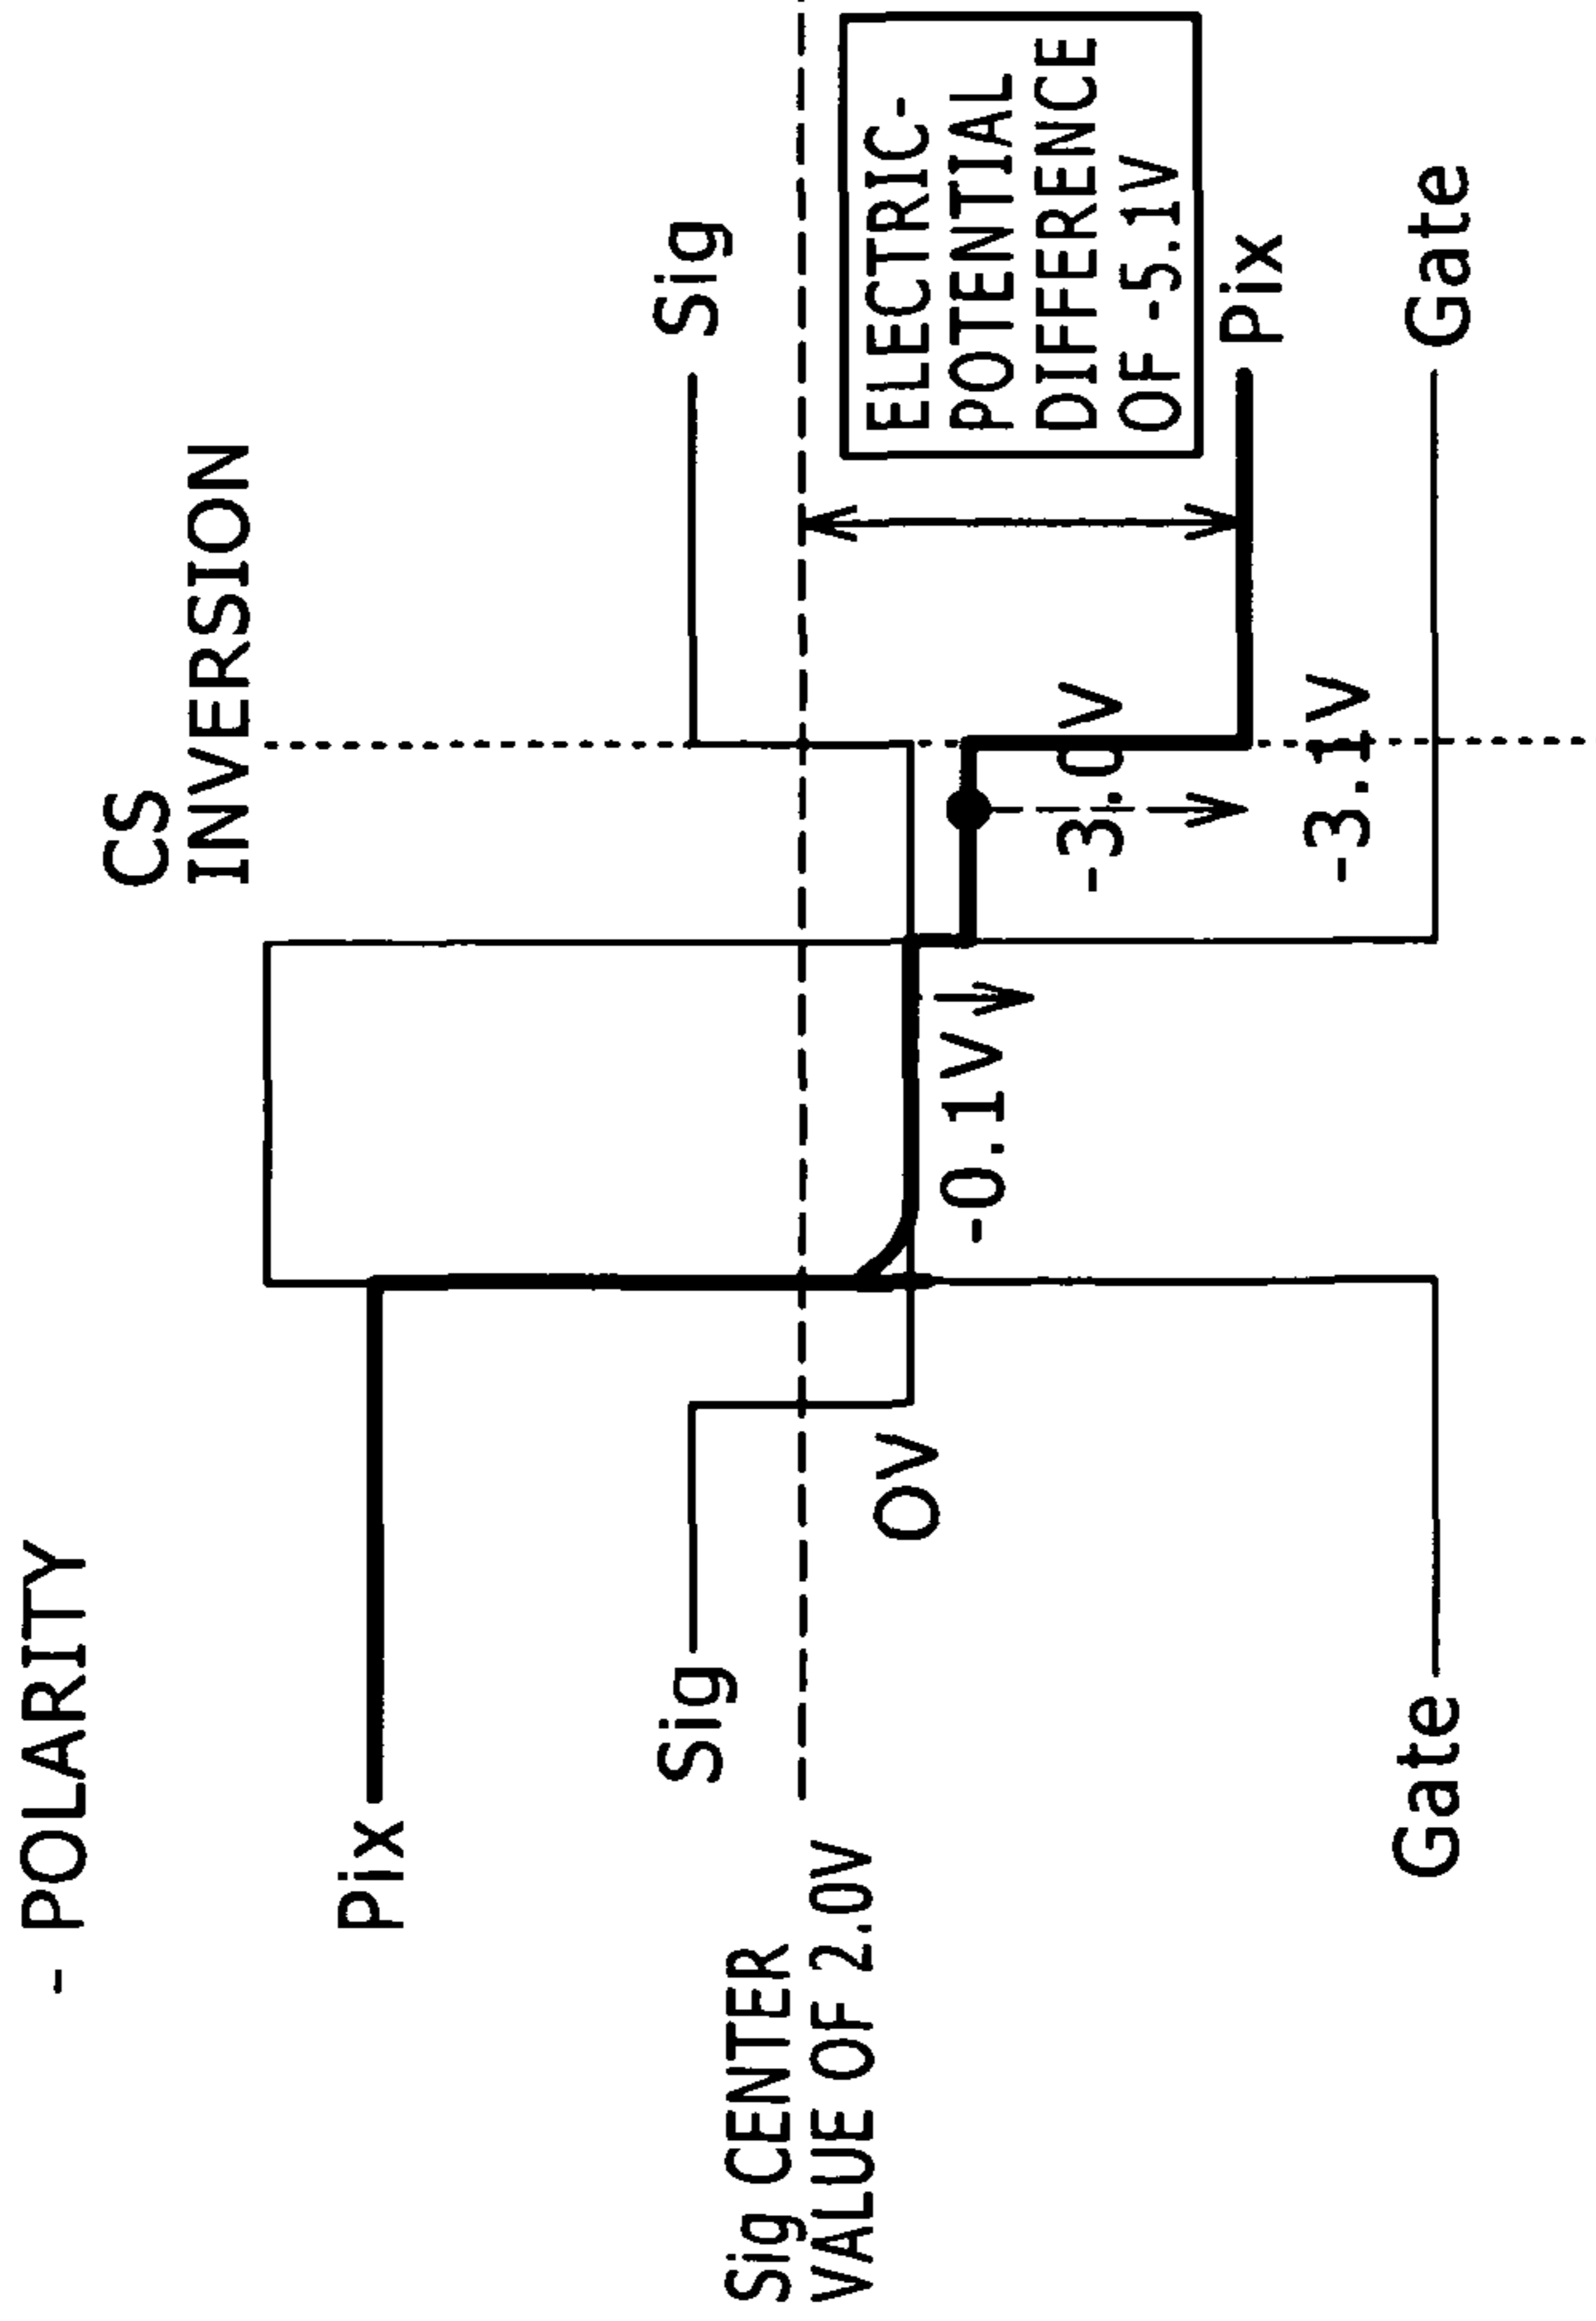 - POLARITY
CS
INVERSION
Pix
Sig
Sig
Sig CENTER
VALUE OF 2.0V
0V
-0.1V
ELECTRIC-
POTENTIAL
DIFFERENCE
OF -5.1V
-3.0V
Pix
-3.1V
Gate
Gate